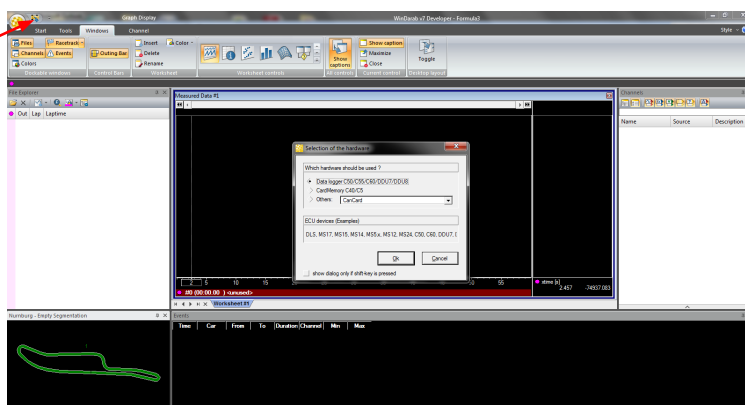 Graph Display
WinDarab v7 Developer - Formula3
Start Tools Windows Channel
Style
Files Racetrack Insert Color
Channels Events Outing Bar Delete
Colors Rename
Show captions
Show caption
Maximize
Close
Toggle
Dockable windows Control Bars Worksheet Worksheet controls All controls Current control Desktop layout
File Explorer
Out Lap Laptime
Measured Data #1
Channels
Name Source Description
Selection of the hardware
Which hardware should be used ?
Data logger C50/C55/C60/DDU7/DDU8
CardMemory C40/C5
Others: CanCard
ECU devices (Examples)
DLS, MS17, MS15, MS14, MS5.x, MS12, MS24, C50, C60, DDU7, D
Ok Cancel
show dialog only if shift-key is pressed
5 10 15 50 55
#0 (00:00.00 ) <unused>
xtime [s]
2.457 -74937.083
Worksheet #1
Nurnburg - Empty Segmentation
Events
Time Car From To Duration Channel Min Max